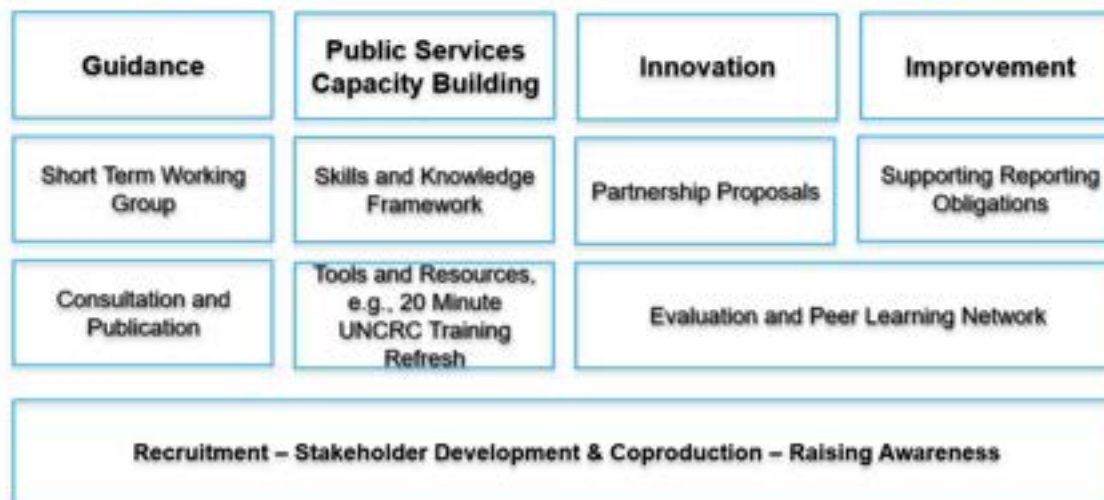 Guidance
Public Services
Capacity Building
Innovation
Improvement
Short Term Working
Group
Skills and Knowledge
Framework
Partnership Proposals
Supporting Reporting
Obligations
Consultation and
Publication
Tools and Resources,
e.g., 20 Minute
UNCRC Training
Refresh
Evaluation and Peer Learning Network
Recruitment – Stakeholder Development & Coproduction – Raising Awareness